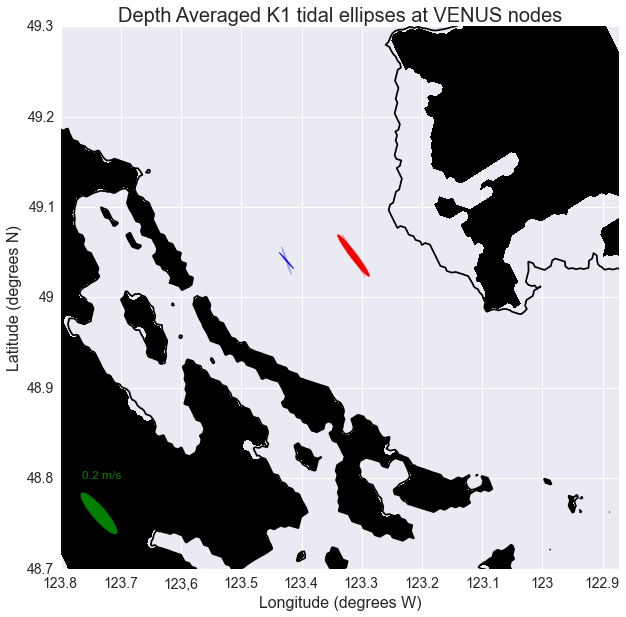 Depth Averaged K1 tidal ellipses at VENUS nodes
49.3
49.2
49.1
49
48.9
48.8
48.7
Latitude (degrees N)
0.2 m/s
123.8 123.7 123,6 123.5 123.4 123.3 123.2 123.1 123 122.9
Longitude (degrees W)